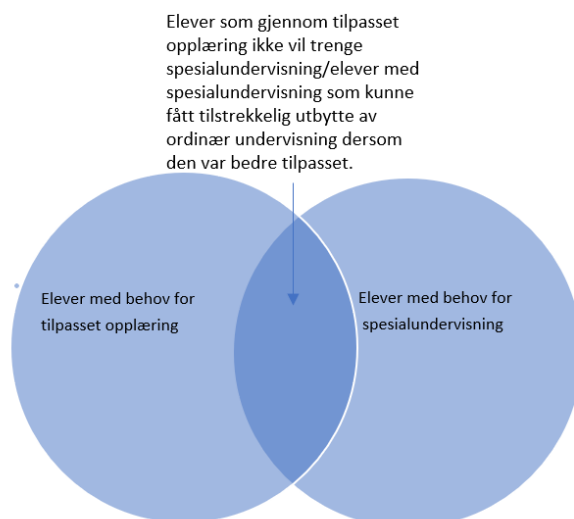 Elever som gjennom tilpasset
opplæring ikke vil trenge
spesialundervisning/elever med
spesialundervisning som kunne
fått tilstrekkelig utbytte av
ordinær undervisning dersom
den var bedre tilpasset.
Elever med behov for
tilpasset opplæring
Elever med behov for
spesialundervisning